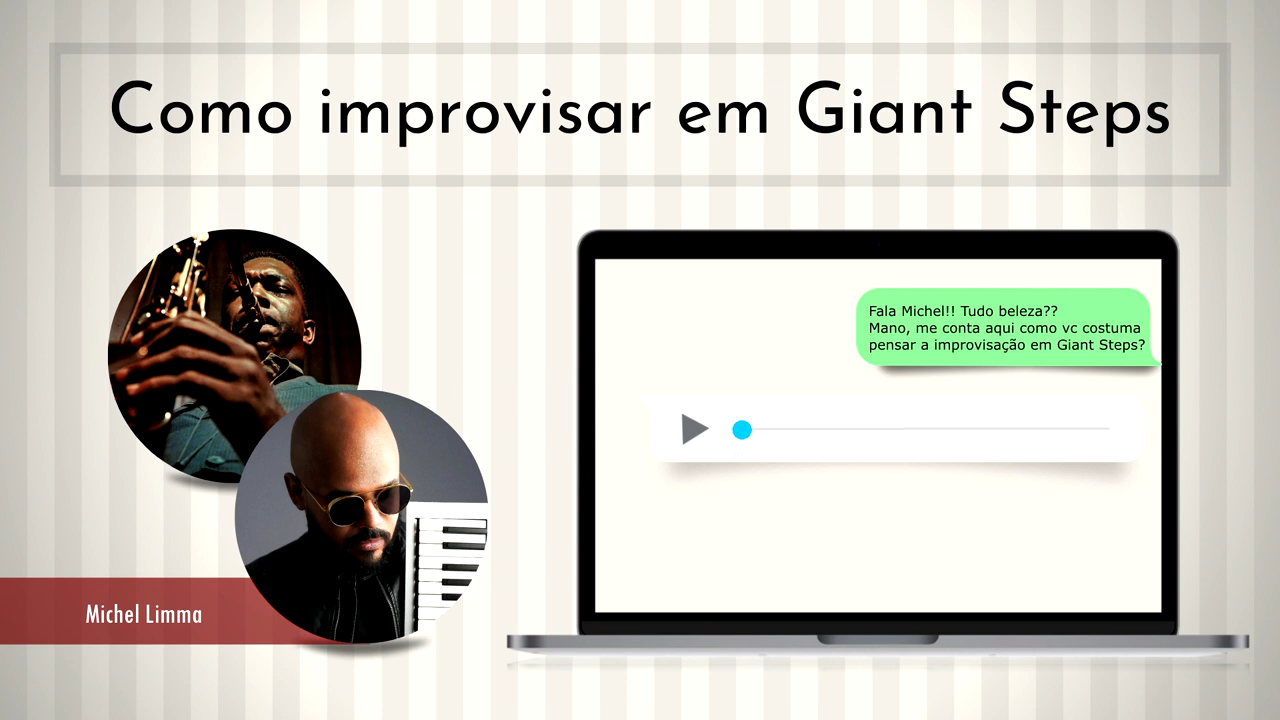 Como improvisar em Giant Steps
Fala Michel!! Tudo beleza??
Mano, me conta aqui como vc costuma
pensar a improvisação em Giant Steps?
Michel Limma